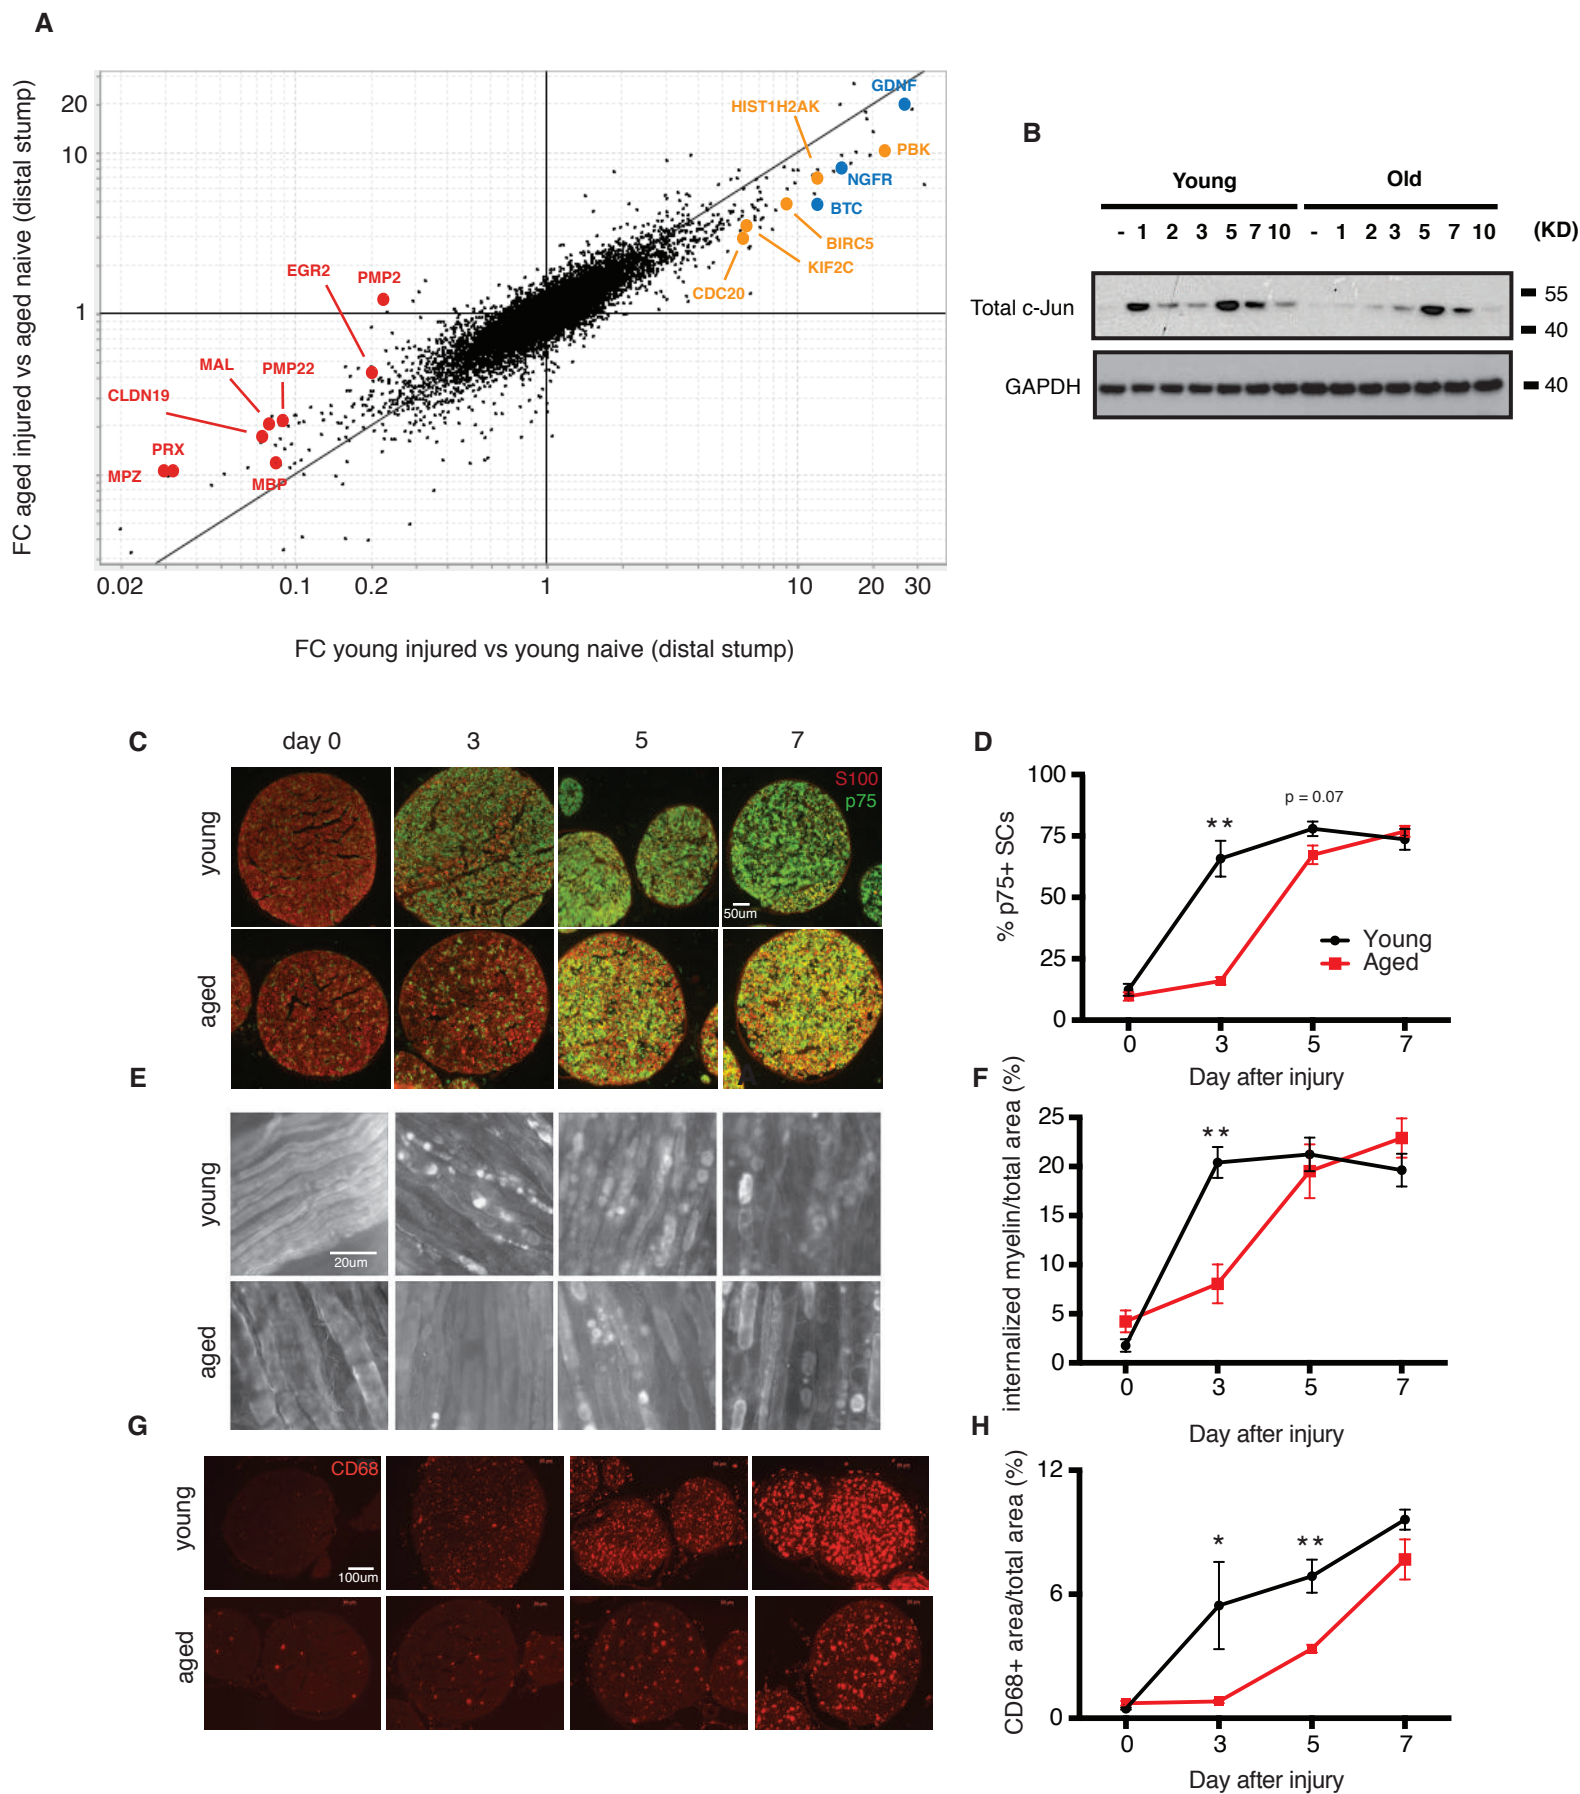 A
FC aged injured vs aged naive (distal stump)
20
10
1
GDNF
HIST1H2AK
PBK
NGFR
BTC
BIRC5
KIF2C
CDC20
EGR2
PMP2
MAL
PMP22
CLDN19
PRX
MPZ
MBP
0.02 0.1 0.2 1 10 20 30
FC young injured vs young naive (distal stump)
B
Young Old
- 1 2 3 5 7 10 - 1 2 3 5 7 10 (KD)
Total c-Jun
55
40
GAPDH
40
C
day 0 3 5 7
young
S100
p75
50um
aged
D
% p75+ SCs
100
75
50
25
0
**
p = 0.07
Young
Aged
0 3 5 7
Day after injury
E
young
20um
aged
F
internalized myelin/total area (%)
25
20
15
10
5
0
**
0 3 5 7
Day after injury
G
young
CD68
100um
aged
H
CD68+ area/total area (%)
12
6
0
*
**
0 3 5 7
Day after injury